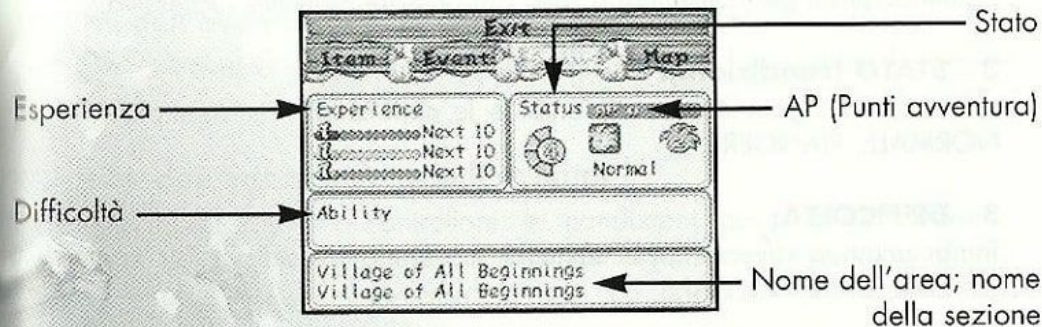 Exit
Item Event Map
Stato
Esperienza
Experience
Next 10
Next 10
Next 10
Status
Normal
AP (Punti avventura)
Difficoltà
Ability
Village of All Beginnings
Village of All Beginnings
Nome dell'area; nome
della sezione